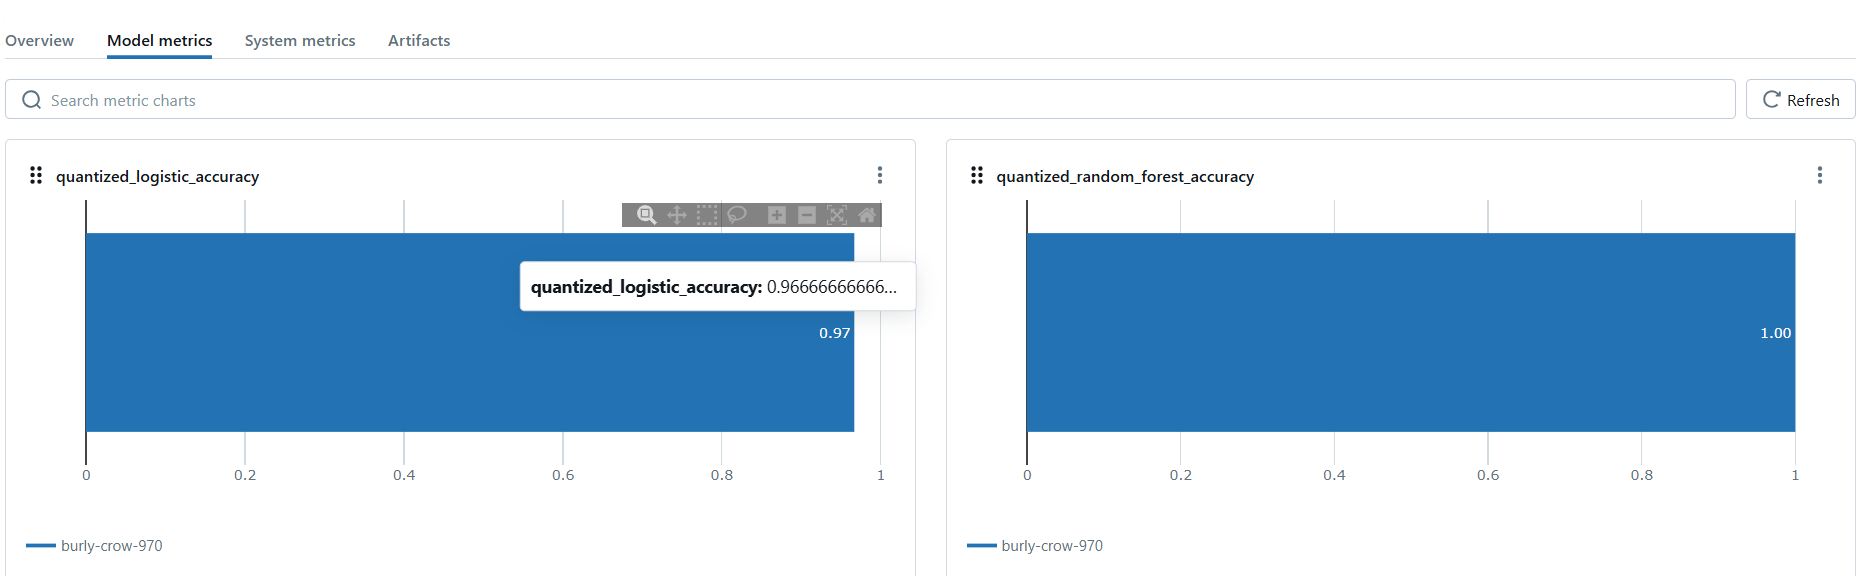 Overview Model metrics System metrics Artifacts
Search metric charts Refresh
quantized_logistic_accuracy
quantized_logistic_accuracy: 0.96666666666...
0.97
0 0.2 0.4 0.6 0.8 1
burly-crow-970
quantized_random_forest_accuracy
1.00
0 0.2 0.4 0.6 0.8 1
burly-crow-970